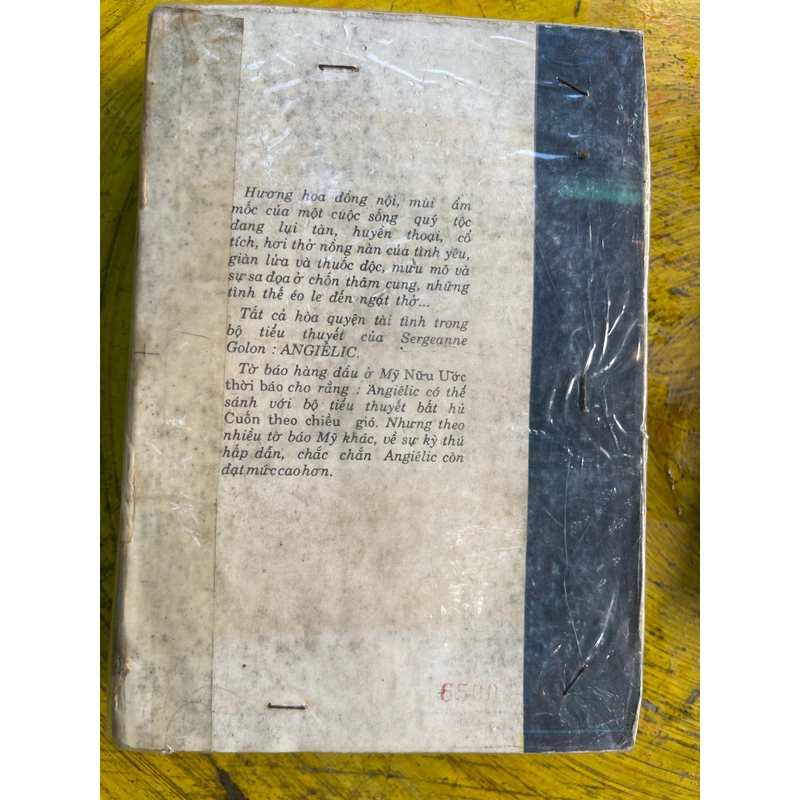 Hương hoa đồng nội, mùi ẩm
mốc của một cuộc sống quý tộc
đang lụi tàn, huyền thoại, cổ
tích, hơi thở nồng nàn của tình yêu,
giàn lửa và thuốc độc, mưu mô và
sự sa đọa ở chốn thâm cung, những
tình thế éo le đến ngạt thở...
Tất cả hòa quyện tài tình trong
bộ tiểu thuyết của Sergeanne
Golon : ANGIÊLIC.
Tờ báo hàng đầu ở Mỹ Nữu Ước
thời báo cho rằng : Angiêlic có thể
sánh với bộ tiểu thuyết bất hủ
Cuốn theo chiều gió. Nhưng theo
nhiều tờ báo Mỹ khác, về sự kỳ thú
hấp dẫn, chắc chắn Angiêlic còn
đạt mức cao hơn.
6500